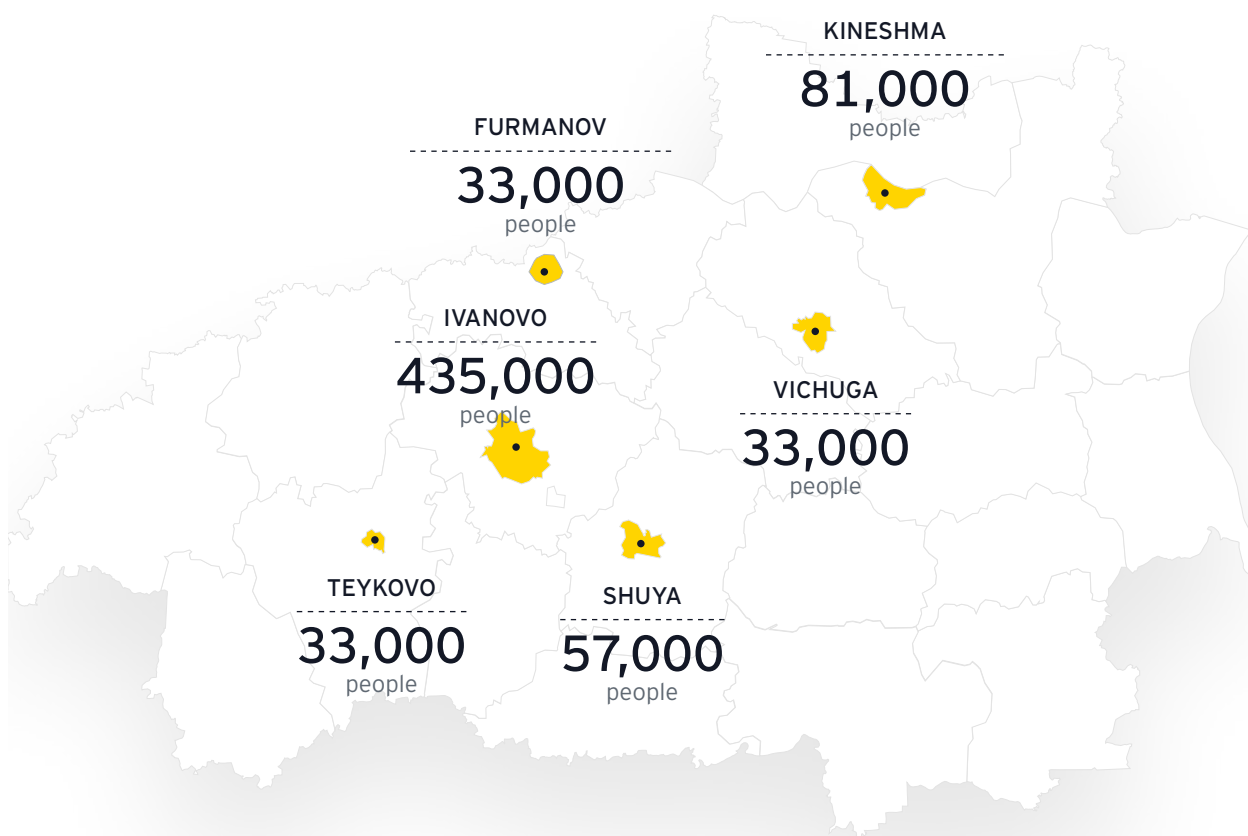 KINESHMA
81,000
people
FURMANOV
33,000
people
IVANOVO
435,000
people
VICHUGA
33,000
people
TEYKOVO
33,000
people
SHUYA
57,000
people